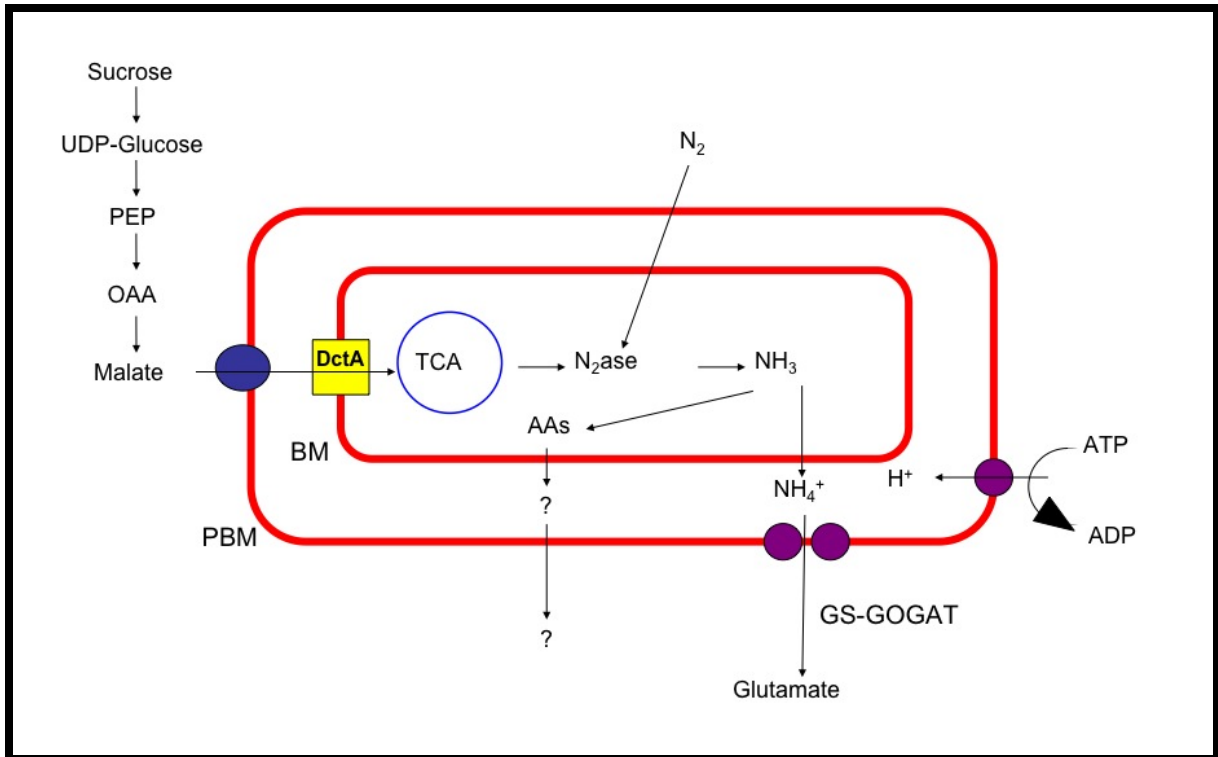 Sucrose
UDP-Glucose
N₂
PEP
OAA
Malate
DctA
TCA
N₂ase
NH₃
AAs
BM
?
NH₄⁺
H⁺
ATP
ADP
PBM
GS-GOGAT
?
Glutamate